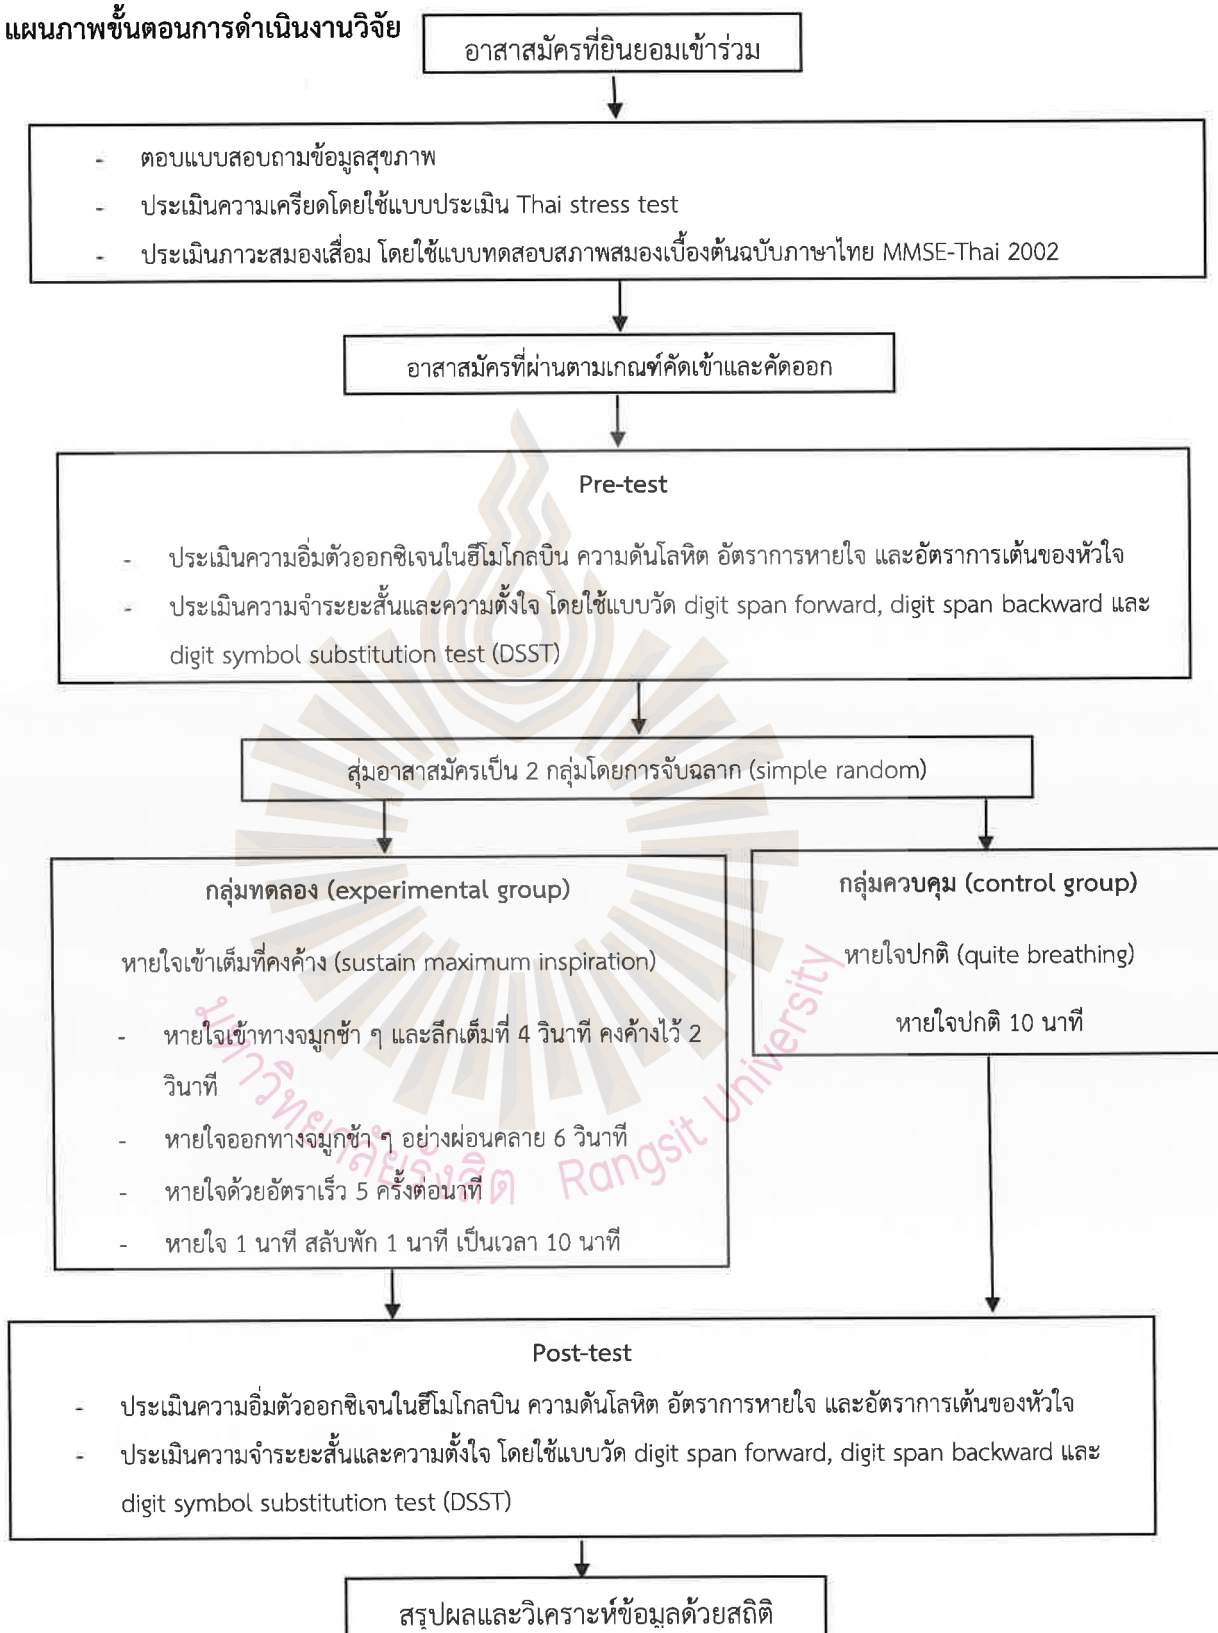 แผนภาพขั้นตอนการดำเนินงานวิจัย
อาสาสมัครที่ยินยอมเข้าร่วม
- ตอบแบบสอบถามข้อมูลสุขภาพ
- ประเมินความเครียดโดยใช้แบบประเมิน Thai stress test
- ประเมินภาวะสมองเสื่อม โดยใช้แบบทดสอบสภาพสมองเบื้องต้นฉบับภาษาไทย MMSE-Thai 2002
อาสาสมัครที่ผ่านตามเกณฑ์คัดเข้าและคัดออก
Pre-test
- ประเมินความอิ่มตัวออกซิเจนในฮีโมโกลบิน ความดันโลหิต อัตราการหายใจ และอัตราการเต้นของหัวใจ
- ประเมินความจำระยะสั้นและความตั้งใจ โดยใช้แบบวัด digit span forward, digit span backward และ
digit symbol substitution test (DSST)
สุ่มอาสาสมัครเป็น 2 กลุ่มโดยการจับฉลาก (simple random)
กลุ่มทดลอง (experimental group)
หายใจเข้าเต็มที่คงค้าง (sustain maximum inspiration)
- หายใจเข้าทางจมูกช้า ๆ และลึกเต็มที่ 4 วินาที คงค้างไว้ 2
วินาที
- หายใจออกทางจมูกช้า ๆ อย่างผ่อนคลาย 6 วินาที
- หายใจด้วยอัตราเร็ว 5 ครั้งต่อนาที
- หายใจ 1 นาที สลับพัก 1 นาที เป็นเวลา 10 นาที
กลุ่มควบคุม (control group)
หายใจปกติ (quite breathing)
หายใจปกติ 10 นาที
มหาวิทยาลัยรังสิต Rangsit University
Post-test
- ประเมินความอิ่มตัวออกซิเจนในฮีโมโกลบิน ความดันโลหิต อัตราการหายใจ และอัตราการเต้นของหัวใจ
- ประเมินความจำระยะสั้นและความตั้งใจ โดยใช้แบบวัด digit span forward, digit span backward และ
digit symbol substitution test (DSST)
สรุปผลและวิเคราะห์ข้อมูลด้วยสถิติ